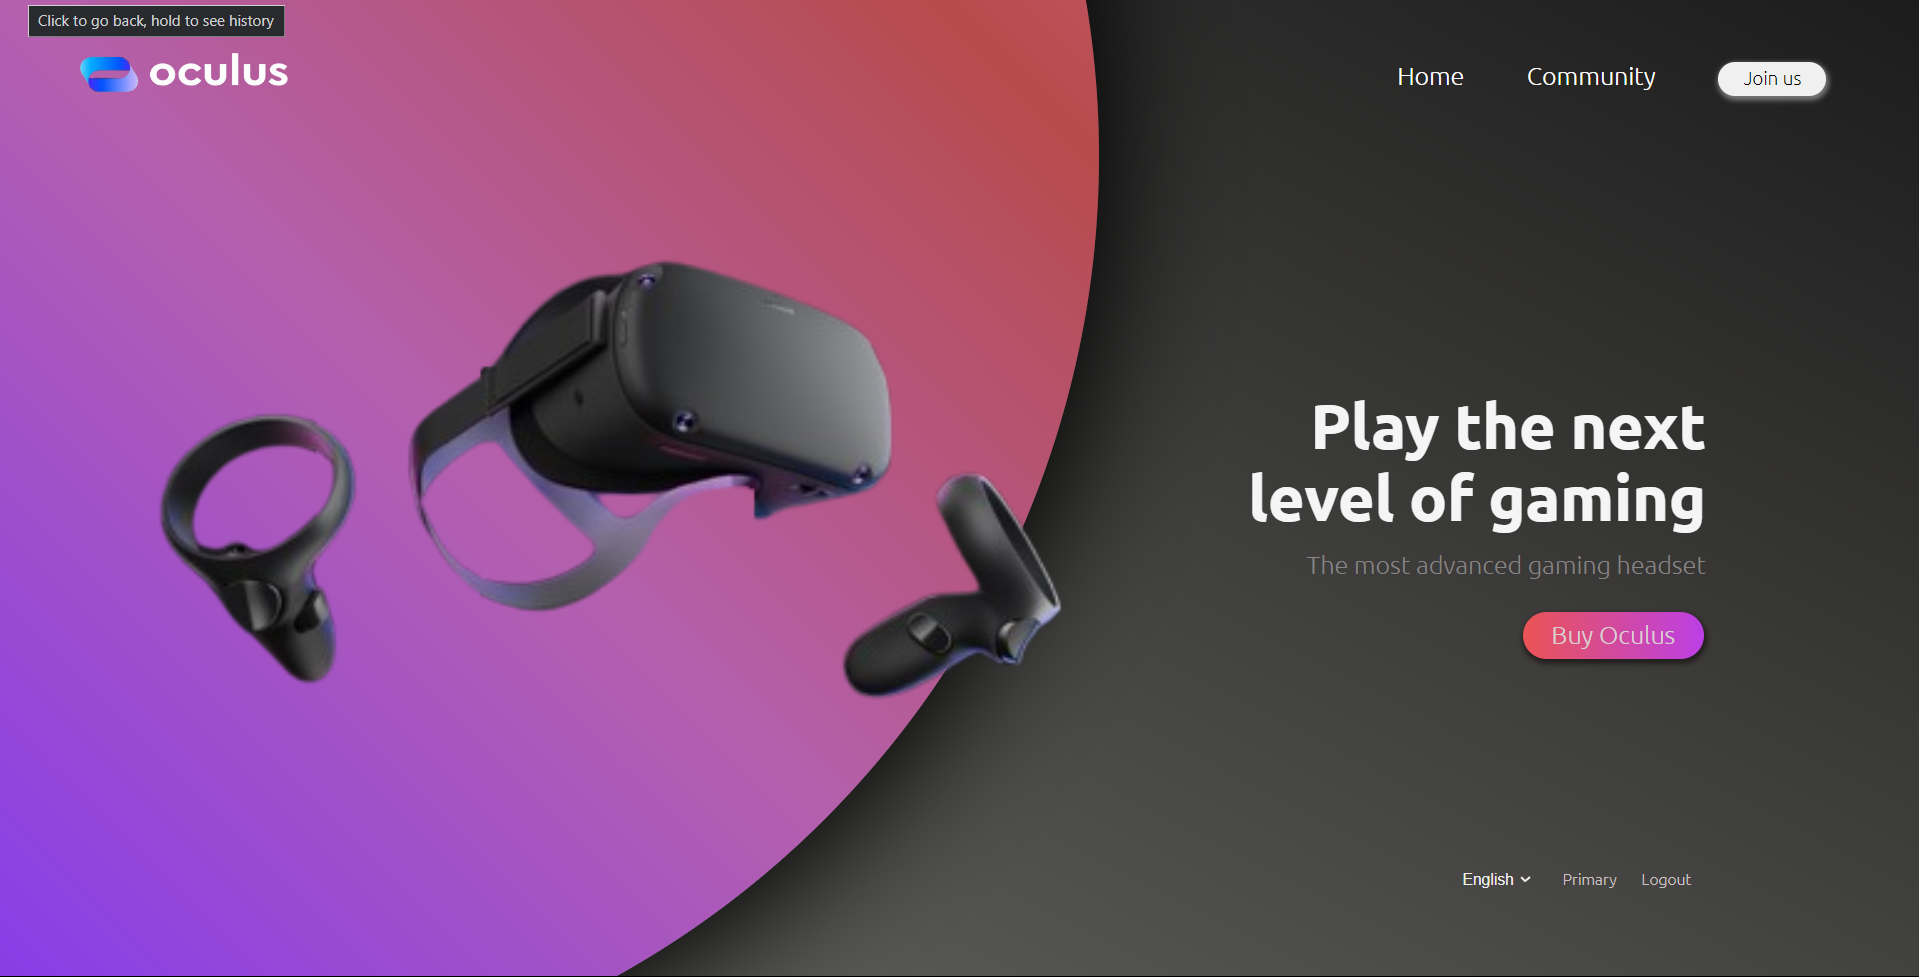 Click to go back, hold to see history
oculus
Home
Community
Join us
Play the next
level of gaming
The most advanced gaming headset
Buy Oculus
English
Primary
Logout